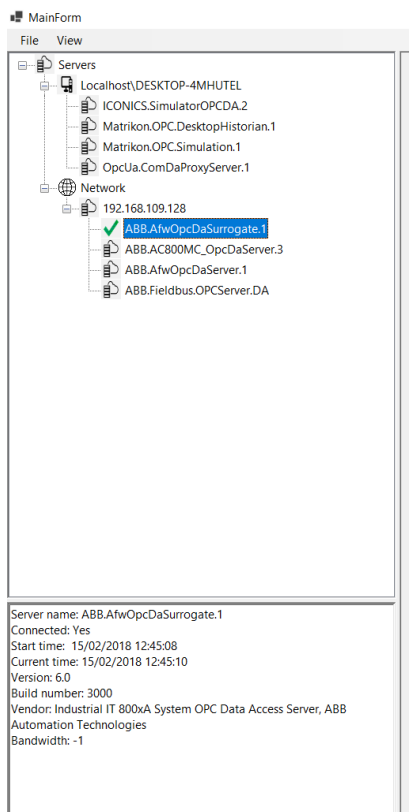 MainForm
File View
Servers
Localhost\DESKTOP-4MHUTEL
ICONICS.SimulatorOPCDA.2
Matrikon.OPC.DesktopHistorian.1
Matrikon.OPC.Simulation.1
OpcUa.ComDaProxyServer.1
Network
192.168.109.128
ABB.AfwOpcDaSurrogate.1
ABB.AC800MC_OpcDaServer.3
ABB.AfwOpcDaServer.1
ABB.Fieldbus.OPCServer.DA
Server name: ABB.AfwOpcDaSurrogate.1
Connected: Yes
Start time:  15/02/2018 12:45:08
Current time: 15/02/2018 12:45:10
Version: 6.0
Build number: 3000
Vendor: Industrial IT 800xA System OPC Data Access Server, ABB
Automation Technologies
Bandwidth: -1